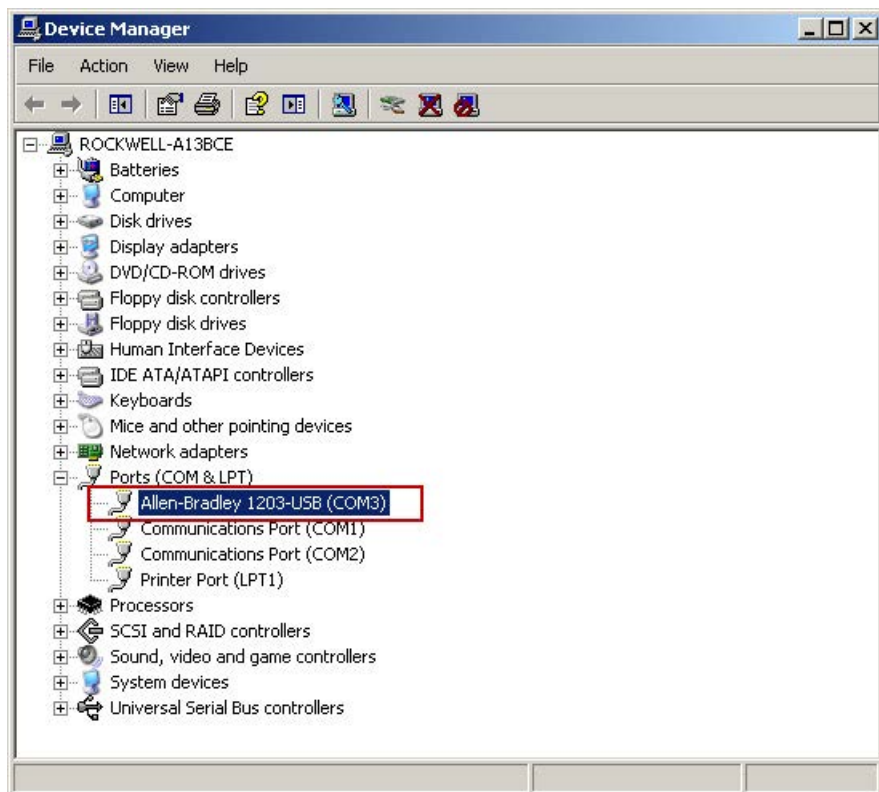 Device Manager
File Action View Help
ROCKWELL-A13BCE
Batteries
Computer
Disk drives
Display adapters
DVD/CD-ROM drives
Floppy disk controllers
Floppy disk drives
Human Interface Devices
IDE ATA/ATAPI controllers
Keyboards
Mice and other pointing devices
Network adapters
Ports (COM & LPT)
Allen-Bradley 1203-USB (COM3)
Communications Port (COM1)
Communications Port (COM2)
Printer Port (LPT1)
Processors
SCSI and RAID controllers
Sound, video and game controllers
System devices
Universal Serial Bus controllers